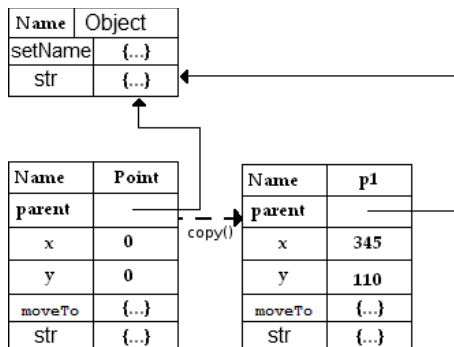 Name Object
setName {...}
str {...}
Name Point
parent
x 0
y 0
moveTo {...}
str {...}
copy()
Name p1
parent
x 345
y 110
moveTo {...}
str {...}